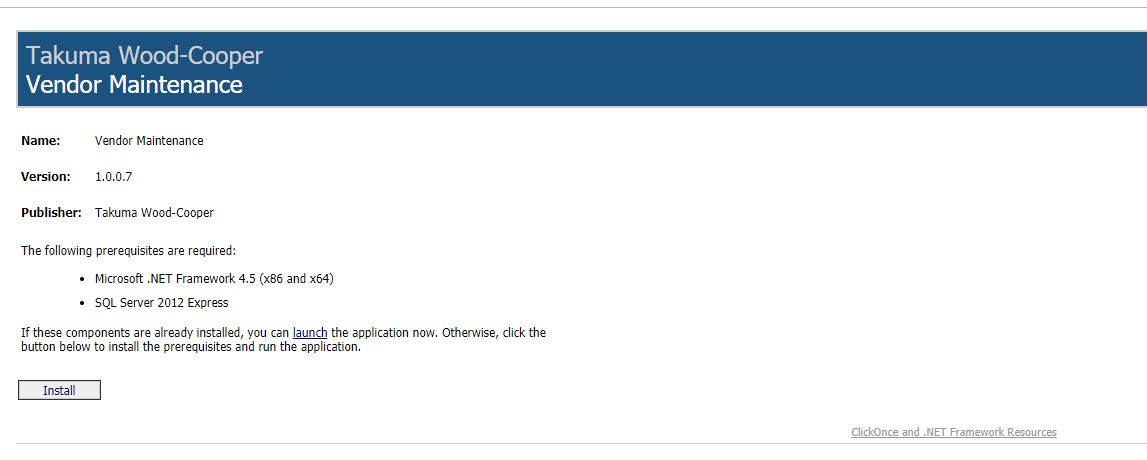 Takuma Wood-Cooper
Vendor Maintenance
Name: Vendor Maintenance
Version: 1.0.0.7
Publisher: Takuma Wood-Cooper
The following prerequisites are required:
• Microsoft .NET Framework 4.5 (x86 and x64)
• SQL Server 2012 Express
If these components are already installed, you can launch the application now. Otherwise, click the
button below to install the prerequisites and run the application.
Install
ClickOnce and .NET Framework Resources